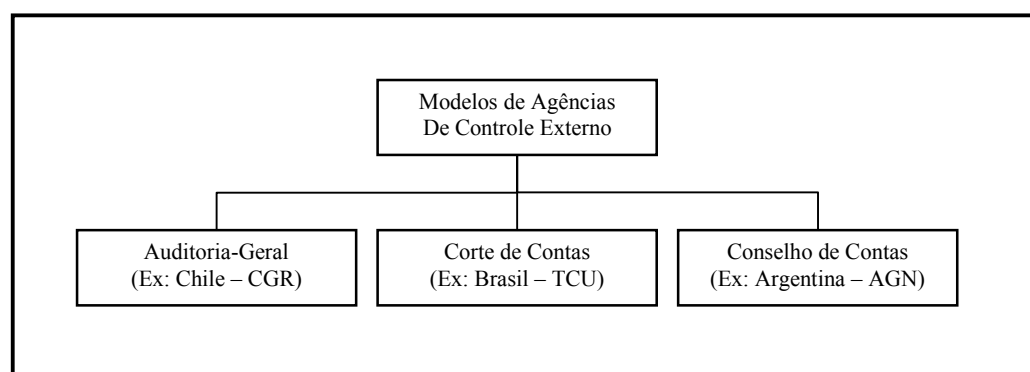 Modelos de Agências
De Controle Externo
Auditoria-Geral
(Ex: Chile – CGR)
Corte de Contas
(Ex: Brasil – TCU)
Conselho de Contas
(Ex: Argentina – AGN)